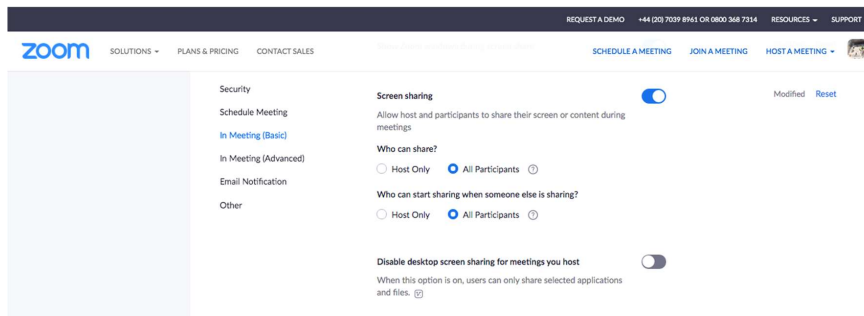 REQUEST A DEMO +44 (20) 7039 8961 OR 0800 368 7314 RESOURCES SUPPORT
zoom SOLUTIONS PLANS & PRICING CONTACT SALES SCHEDULE A MEETING JOIN A MEETING HOST A MEETING
Security
Schedule Meeting
In Meeting (Basic)
In Meeting (Advanced)
Email Notification
Other
Screen sharing Modified Reset
Allow host and participants to share their screen or content during
meetings
Who can share?
Host Only All Participants ?
Who can start sharing when someone else is sharing?
Host Only All Participants ?
Disable desktop screen sharing for meetings you host
When this option is on, users can only share selected applications
and files.